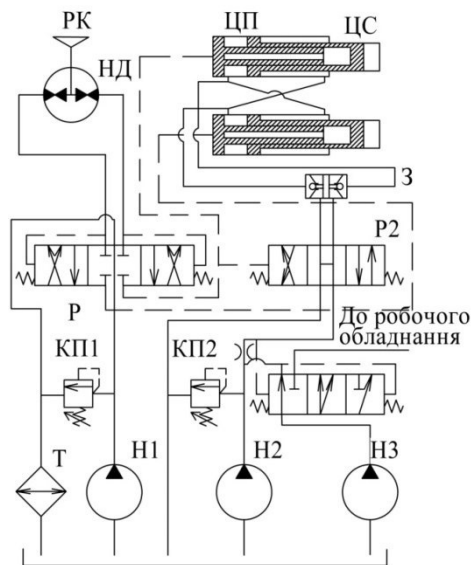 РК
НД
ЦП
ЦС
З
Р2
Р
До робочого
обладнання
КП1
КП2
Т
Н1
Н2
Н3